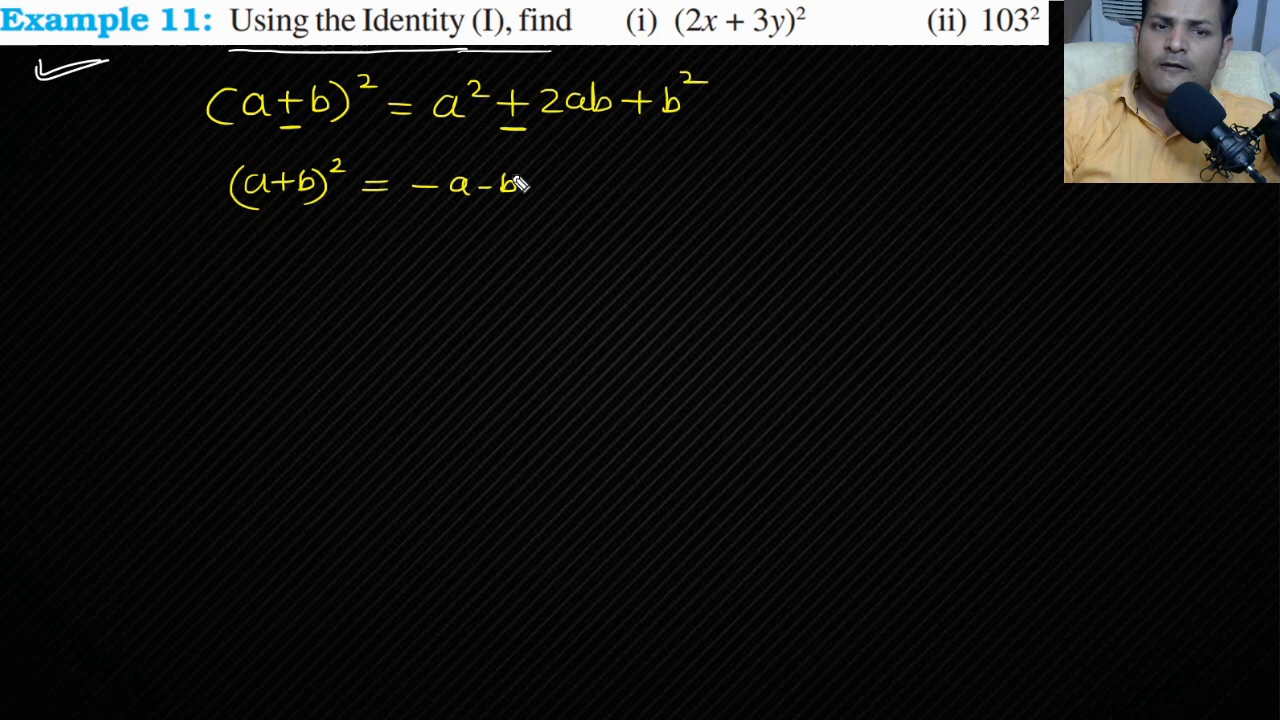 Example 11: Using the Identity (I), find (i) (2x + 3y)² (ii) 103²
(a+b)² = a² + 2ab + b²
(a+b)² = - a - b